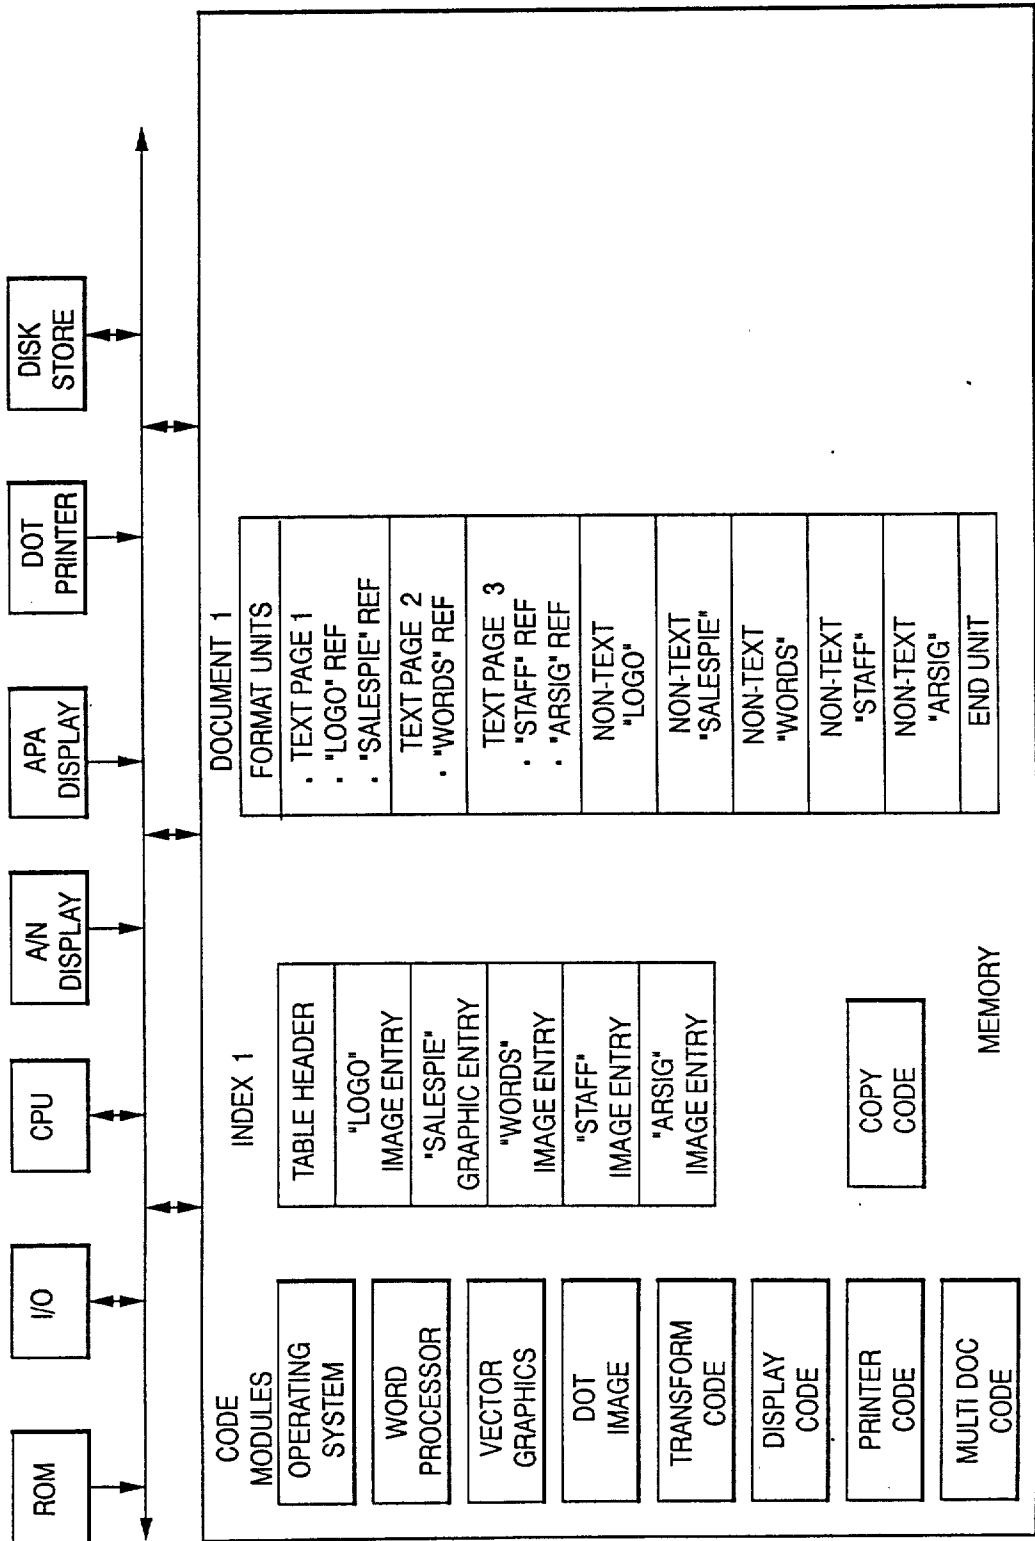 ROM
I/O
CPU
A/N
DISPLAY
APA
DISPLAY
DOT
PRINTER
DISK
STORE
CODE
MODULES
OPERATING
SYSTEM
WORD
PROCESSOR
VECTOR
GRAPHICS
DOT
IMAGE
TRANSFORM
CODE
DISPLAY
CODE
PRINTER
CODE
MULTI DOC
CODE
INDEX 1
TABLE HEADER
"LOGO"
IMAGE ENTRY
"SALESPIE"
GRAPHIC ENTRY
"WORDS"
IMAGE ENTRY
"STAFF"
IMAGE ENTRY
"ARSIG"
IMAGE ENTRY
COPY
CODE
MEMORY
DOCUMENT 1
FORMAT UNITS
TEXT PAGE 1
· "LOGO" REF
· "SALESPIE" REF
TEXT PAGE 2
· "WORDS" REF
TEXT PAGE 3
· "STAFF" REF
· "ARSIG" REF
NON-TEXT
"LOGO"
NON-TEXT
"SALESPIE"
NON-TEXT
"WORDS"
NON-TEXT
"STAFF"
NON-TEXT
"ARSIG"
END UNIT